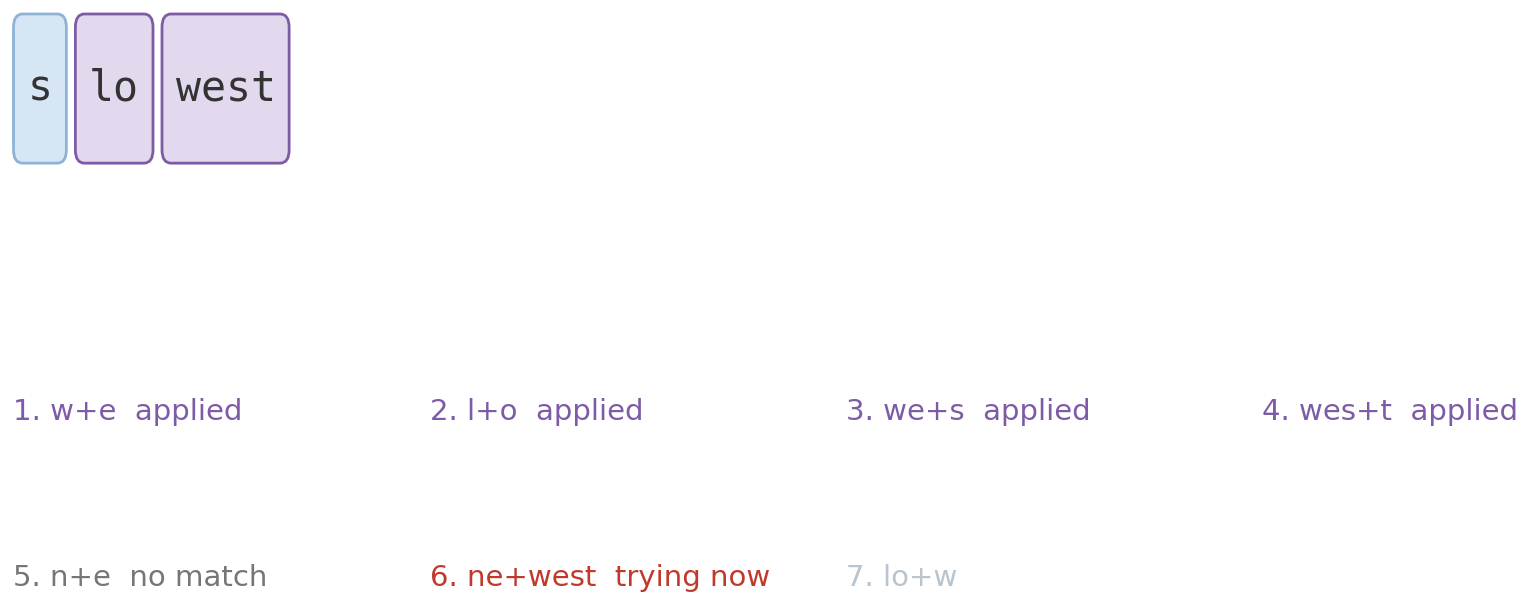 s lo west
1. w+e applied 2. l+o applied 3. we+s applied 4. wes+t applied
5. n+e no match 6. ne+west trying now 7. lo+w